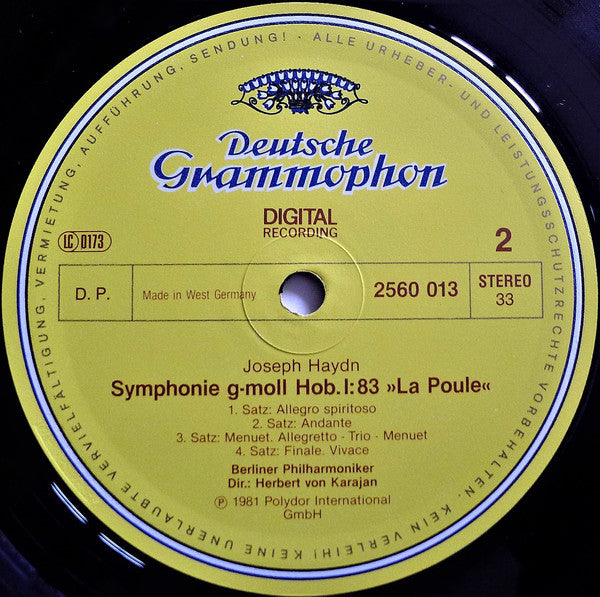 Deutsche
Grammophon
DIGITAL
RECORDING
LC 0173
2
D. P.
Made in West Germany
2560 013
STEREO
33
Joseph Haydn
Symphonie g-moll Hob. I: 83 »La Poule«
1. Satz: Allegro spiritoso
2. Satz: Andante
3. Satz: Menuet. Allegretto - Trio - Menuet
4. Satz: Finale. Vivace
Berliner Philharmoniker
Dir.: Herbert von Karajan
Ⓟ 1981 Polydor International
GmbH
ALLE URHEBER- UND LEISTUNGSSCHUTZRECHTE VORBEHALTEN. KEIN VERLEIH! KEINE UNERLAUBTE VERVIELFÄLTIGUNG, VERMIETUNG, AUFFÜHRUNG, SENDUNG! ·